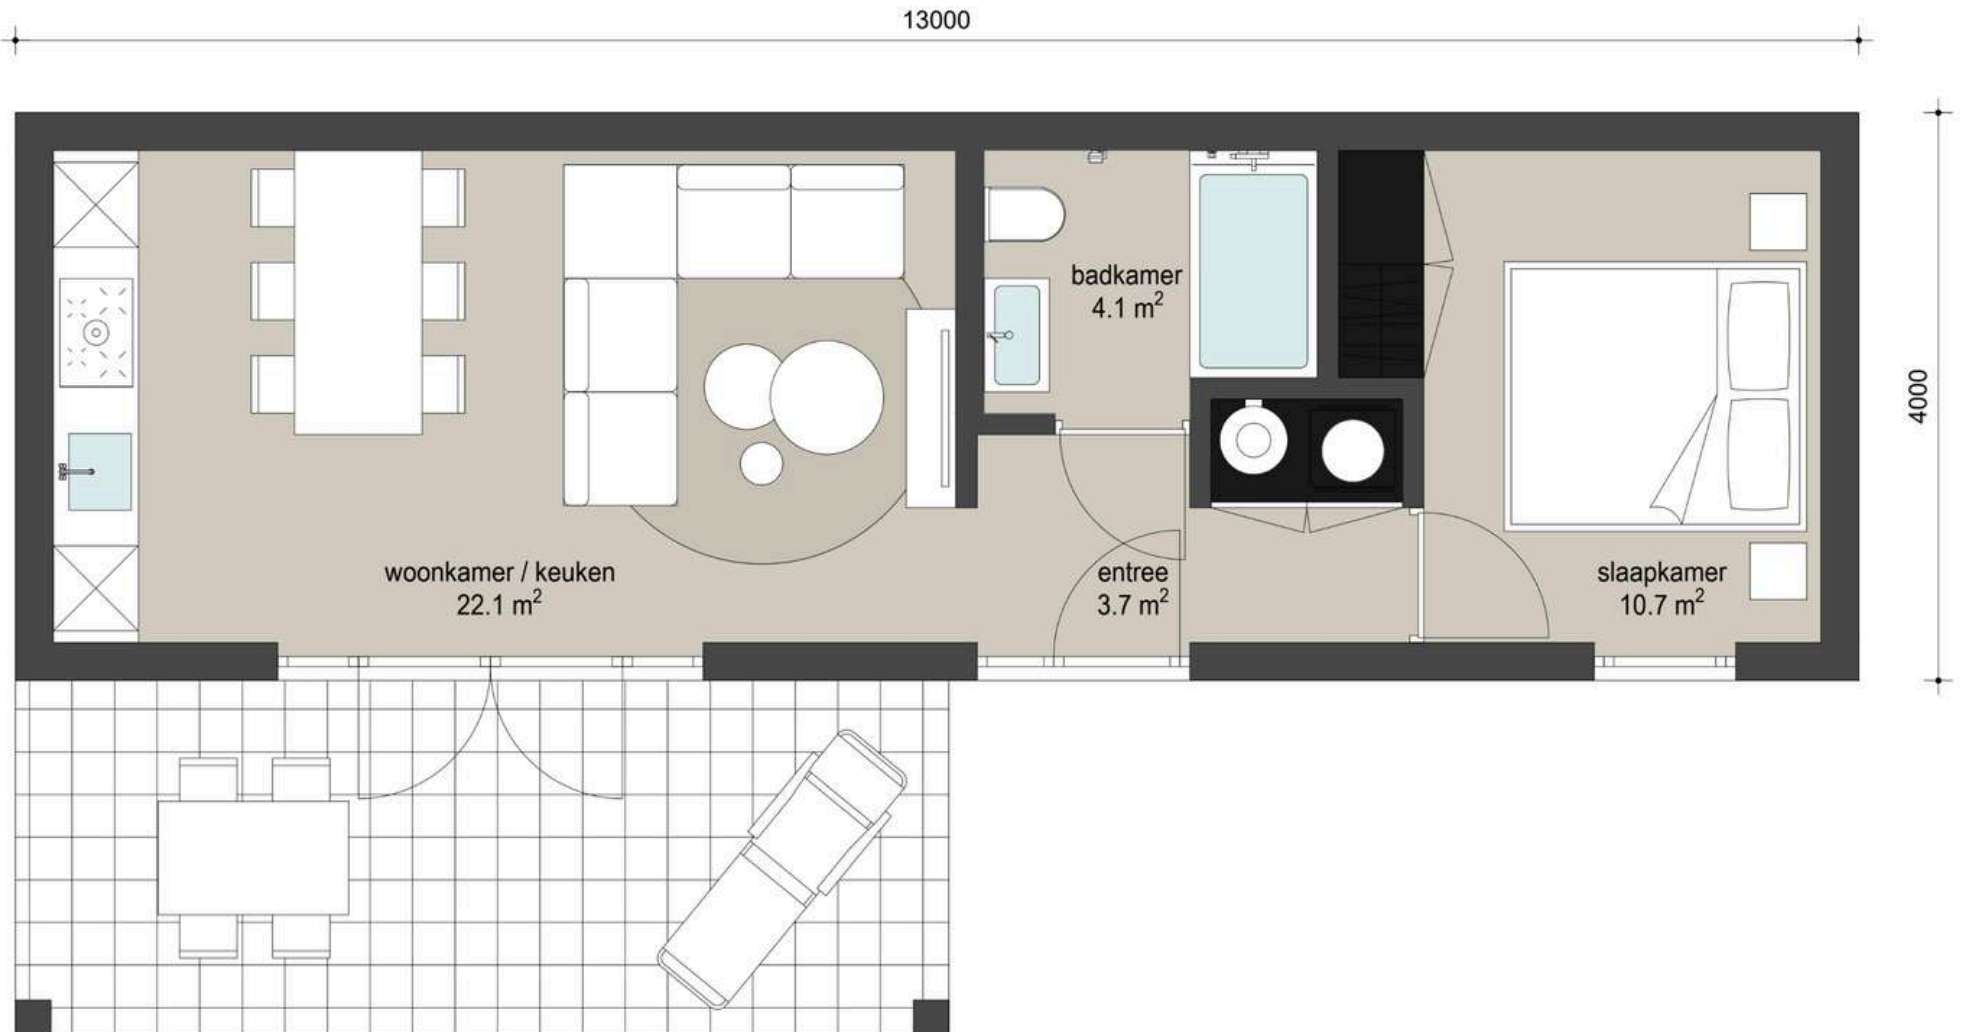 13000
4000
badkamer
4.1 m²
woonkamer / keuken
22.1 m²
entree
3.7 m²
slaapkamer
10.7 m²